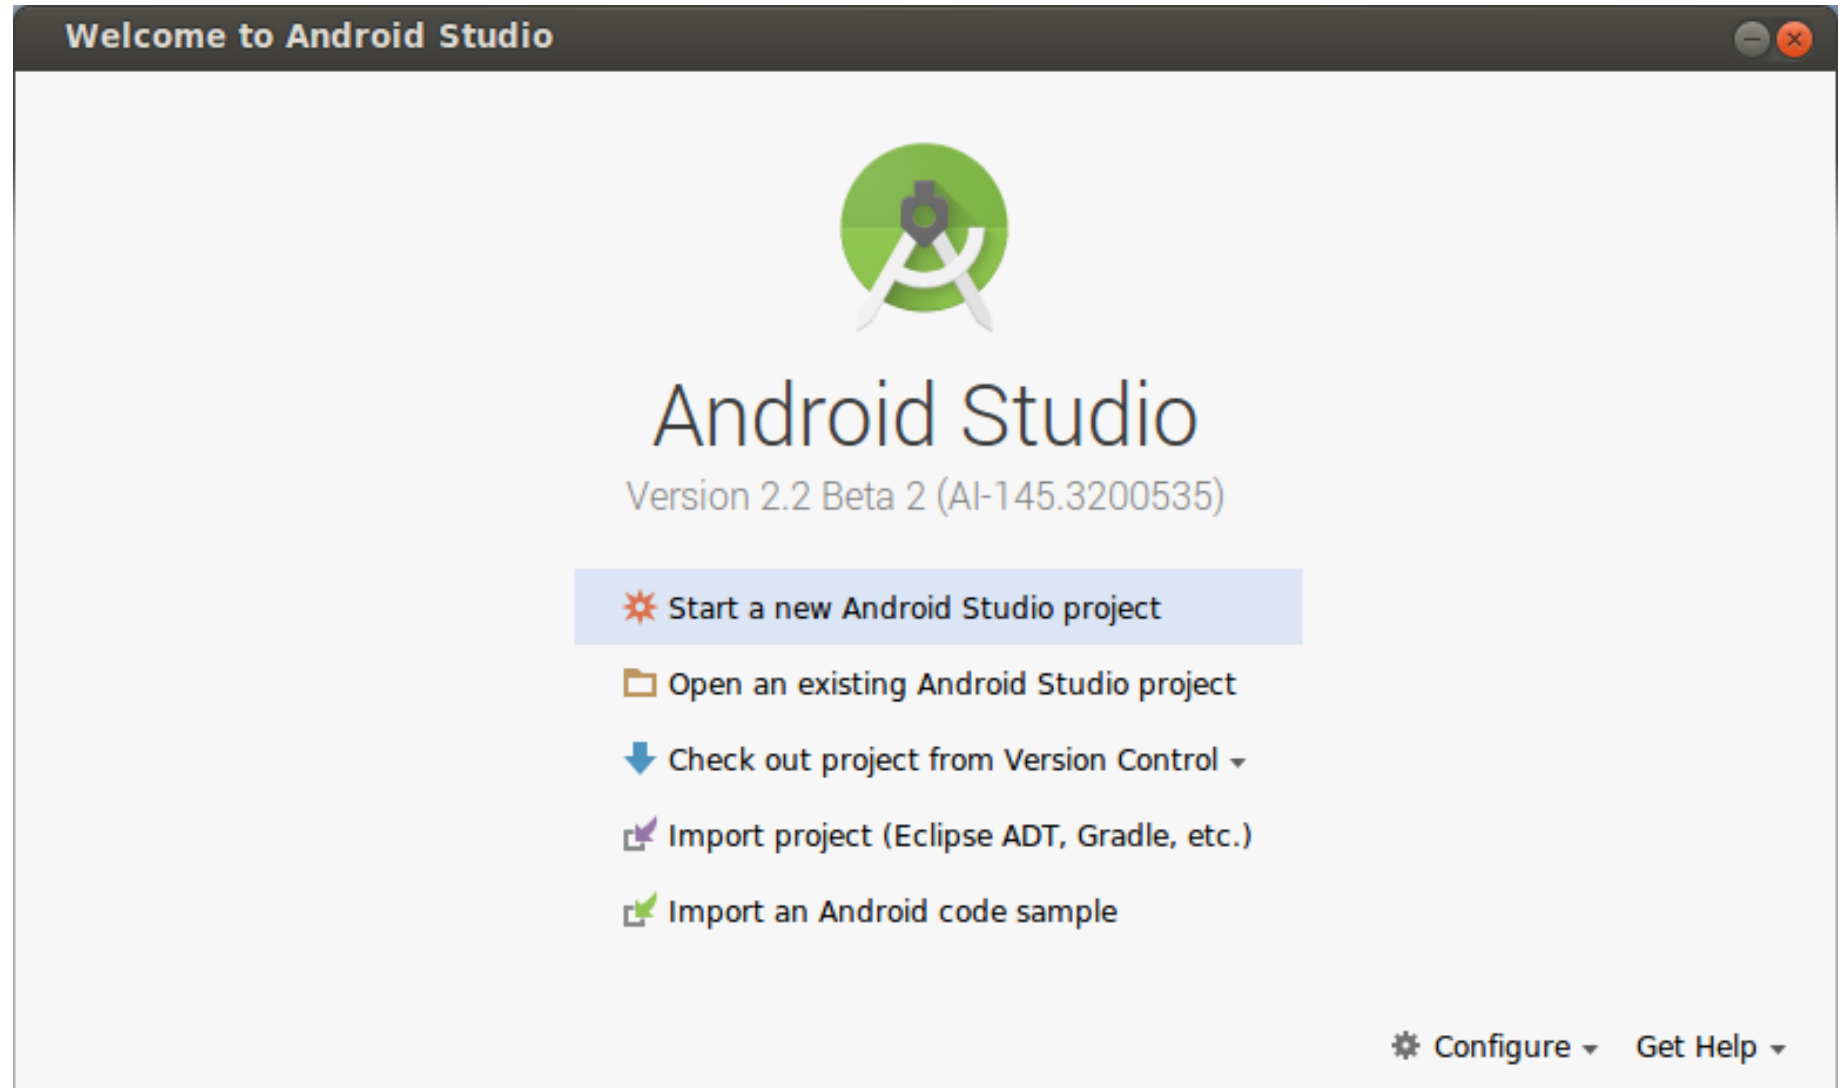 Welcome to Android Studio
Android Studio
Version 2.2 Beta 2 (AI-145.3200535)
Start a new Android Studio project
Open an existing Android Studio project
Check out project from Version Control
Import project (Eclipse ADT, Gradle, etc.)
Import an Android code sample
Configure Get Help